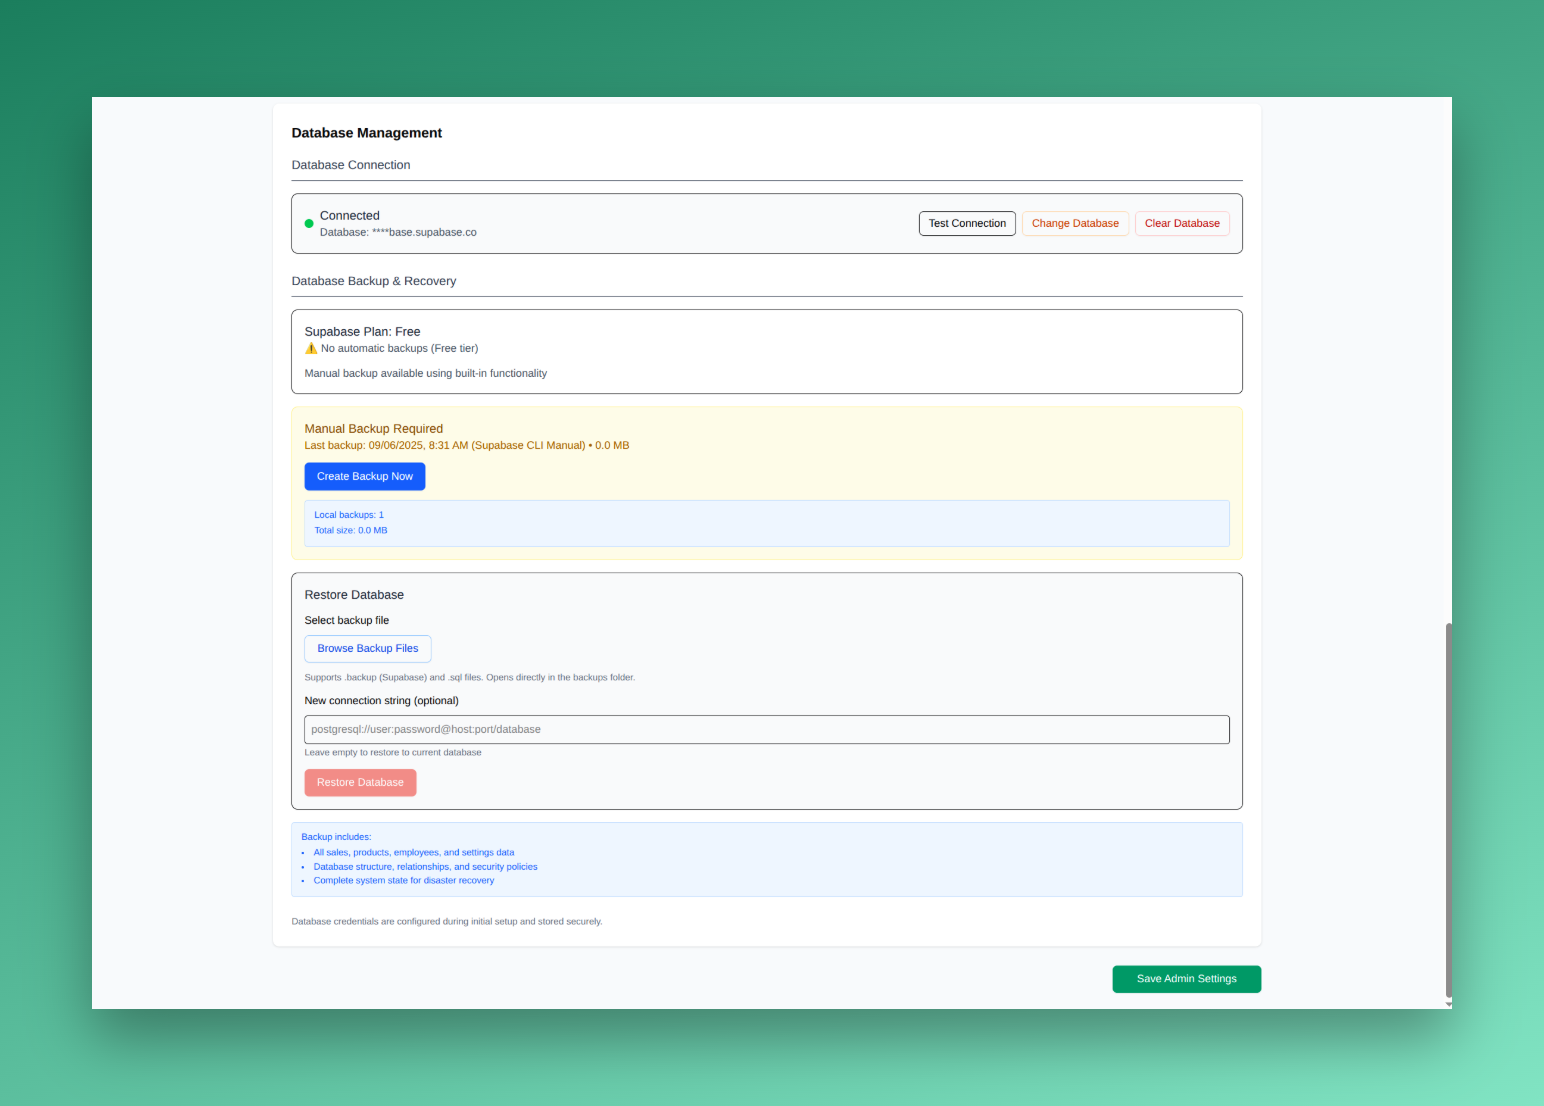 Database Management
Database Connection
Connected
Database: ****base.supabase.co
Test Connection
Change Database
Clear Database
Database Backup & Recovery
Supabase Plan: Free
⚠️ No automatic backups (Free tier)
Manual backup available using built-in functionality
Manual Backup Required
Last backup: 09/06/2025, 8:31 AM (Supabase CLI Manual) • 0.0 MB
Create Backup Now
Local backups: 1
Total size: 0.0 MB
Restore Database
Select backup file
Browse Backup Files
Supports .backup (Supabase) and .sql files. Opens directly in the backups folder.
New connection string (optional)
postgresql://user:password@host:port/database
Leave empty to restore to current database
Restore Database
Backup includes:
• All sales, products, employees, and settings data
• Database structure, relationships, and security policies
• Complete system state for disaster recovery
Database credentials are configured during initial setup and stored securely.
Save Admin Settings